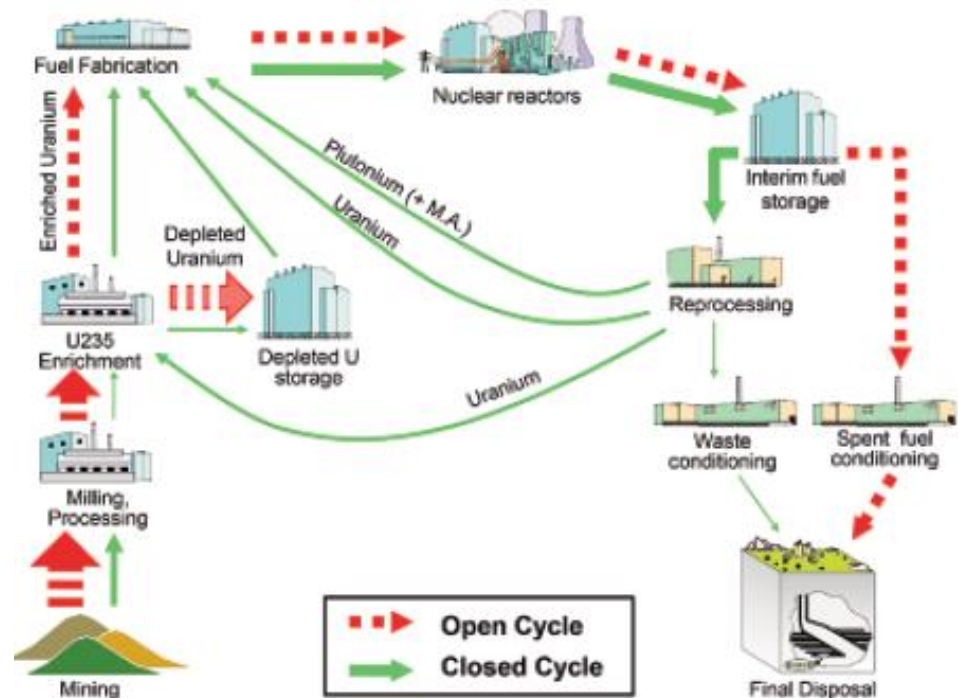 Fuel Fabrication
Nuclear reactors
Enriched Uranium
Interim fuel
storage
Plutonium (+ M.A.)
Uranium
Depleted
Uranium
Reprocessing
U235
Enrichment
Depleted U
storage
Uranium
Waste
conditioning
Spent fuel
conditioning
Milling,
Processing
Open Cycle
Closed Cycle
Mining
Final Disposal